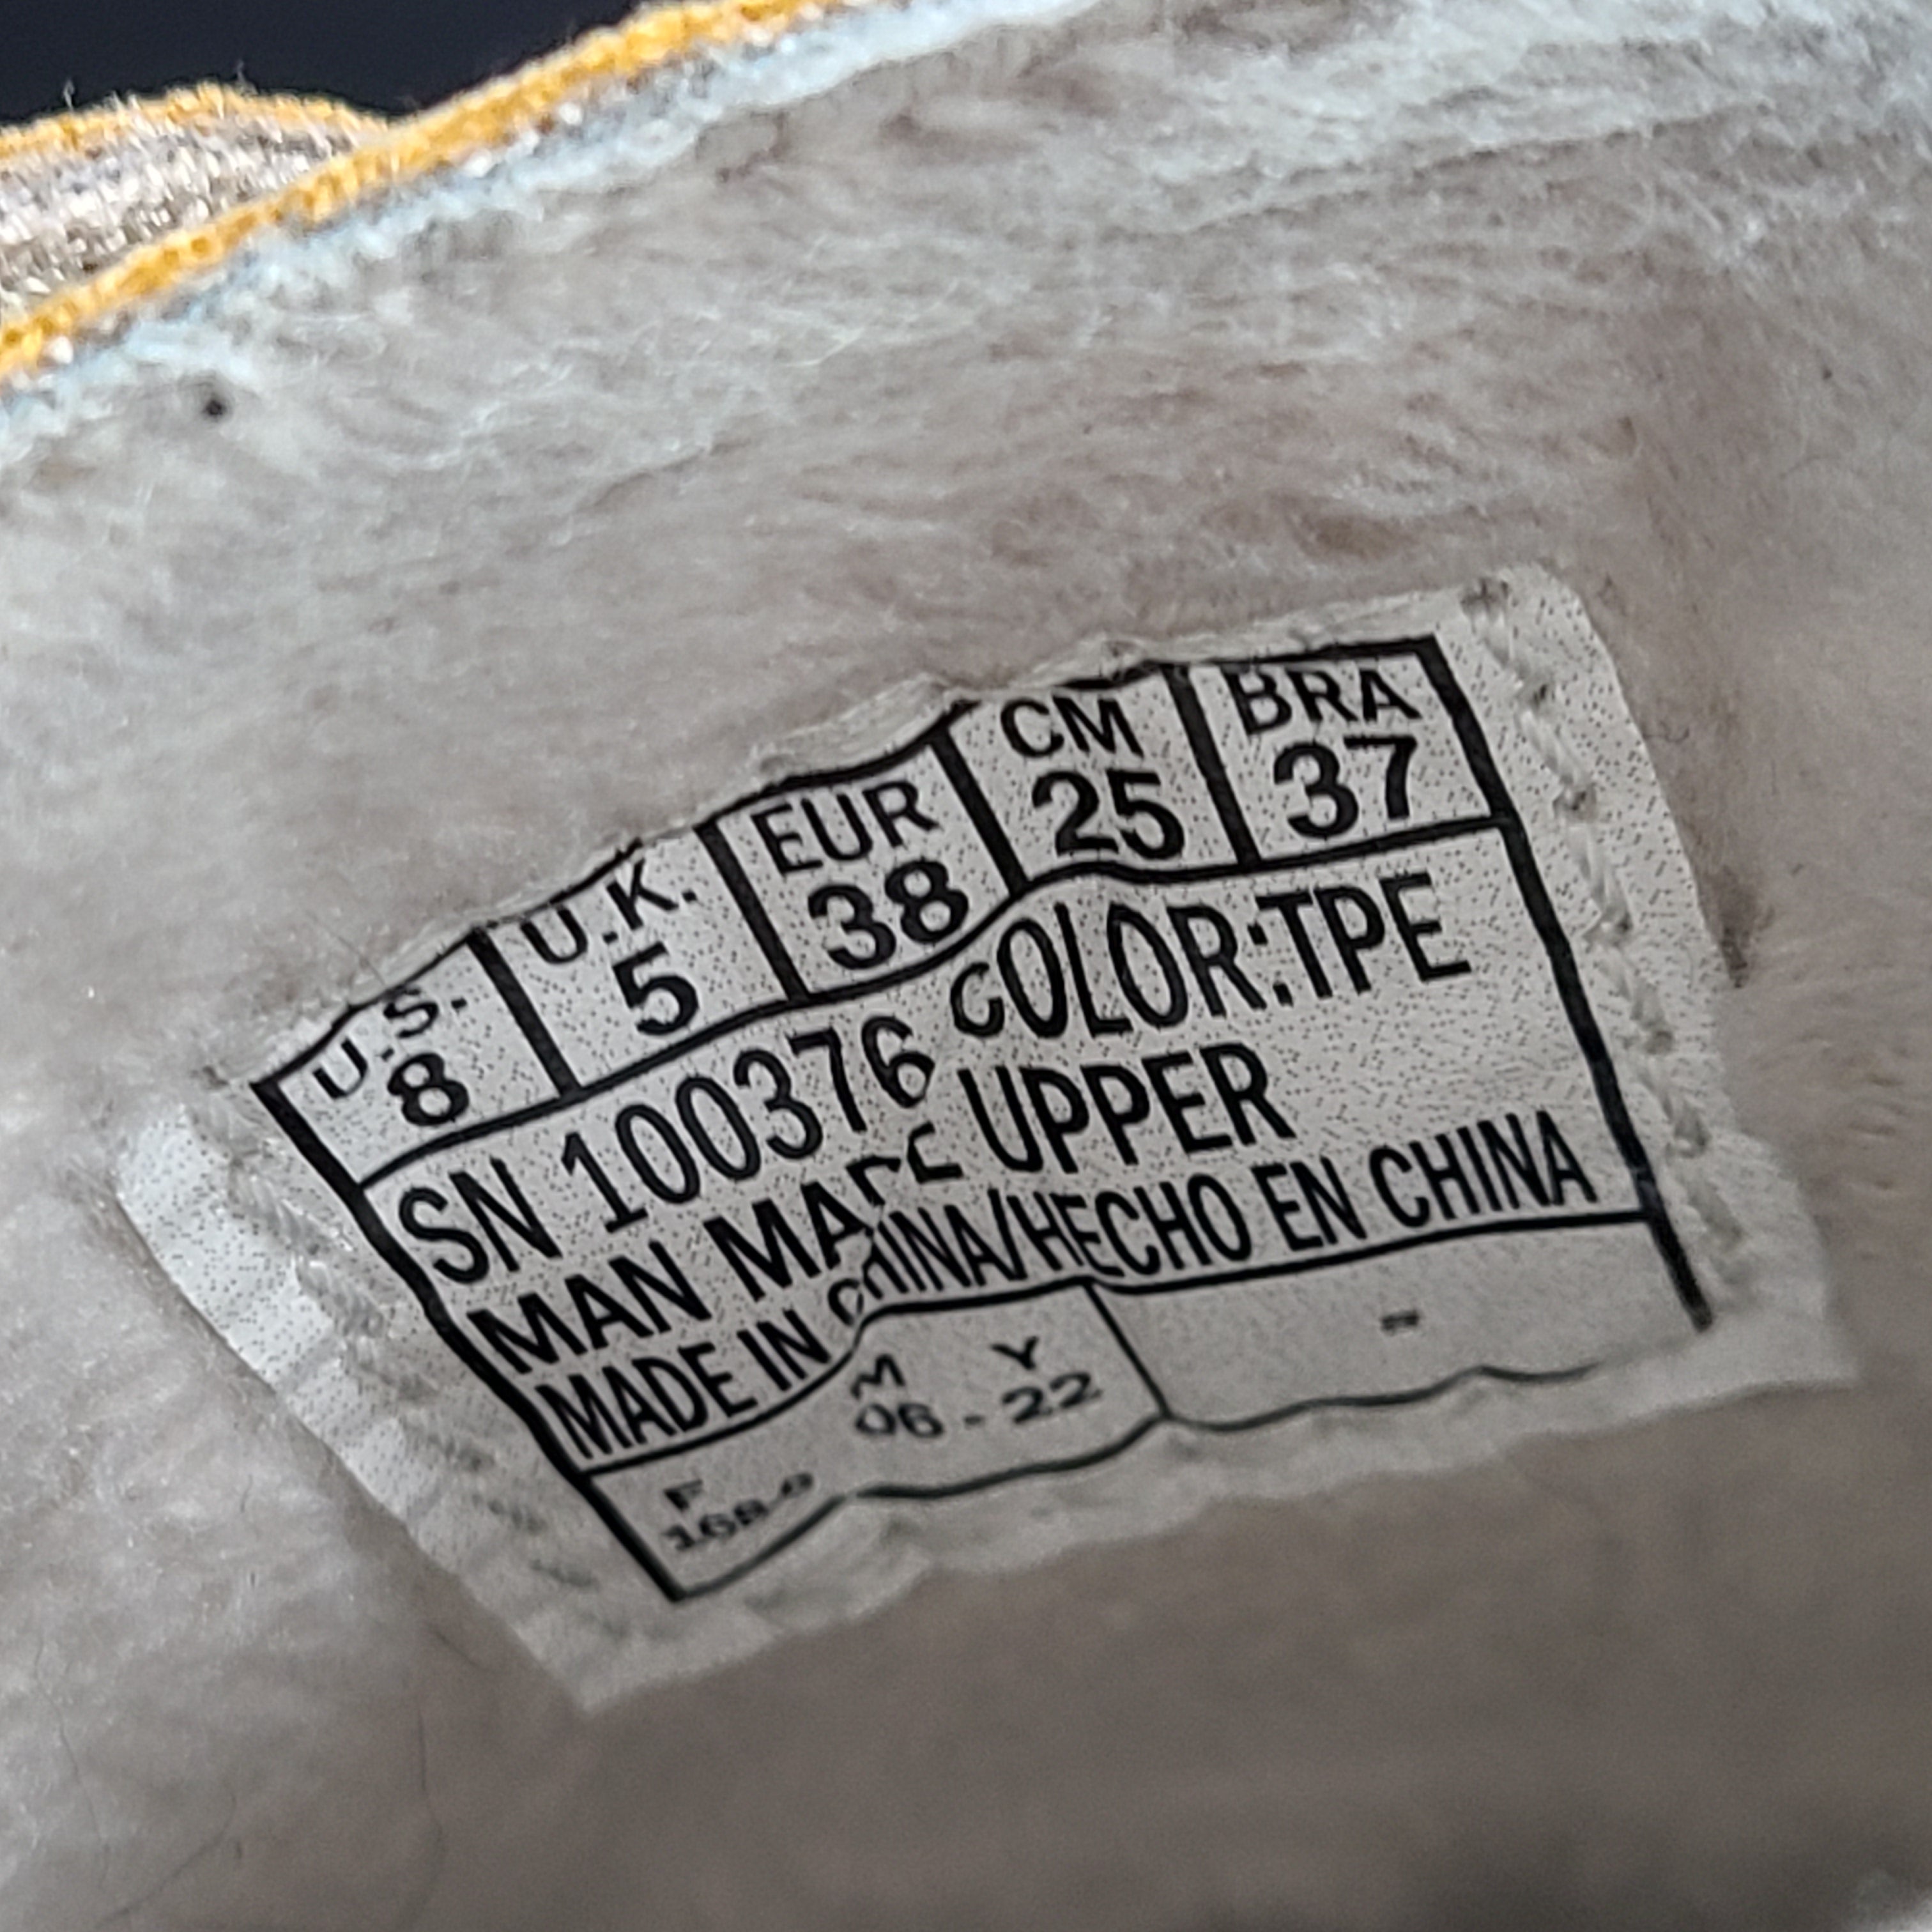 U.S. U.K. EUR CM BRA
8 5 38 25 37
SN 100376 COLOR:TPE
MAN MADE UPPER
MADE IN CHINA/HECHO EN CHINA
F M Y -
06 - 22